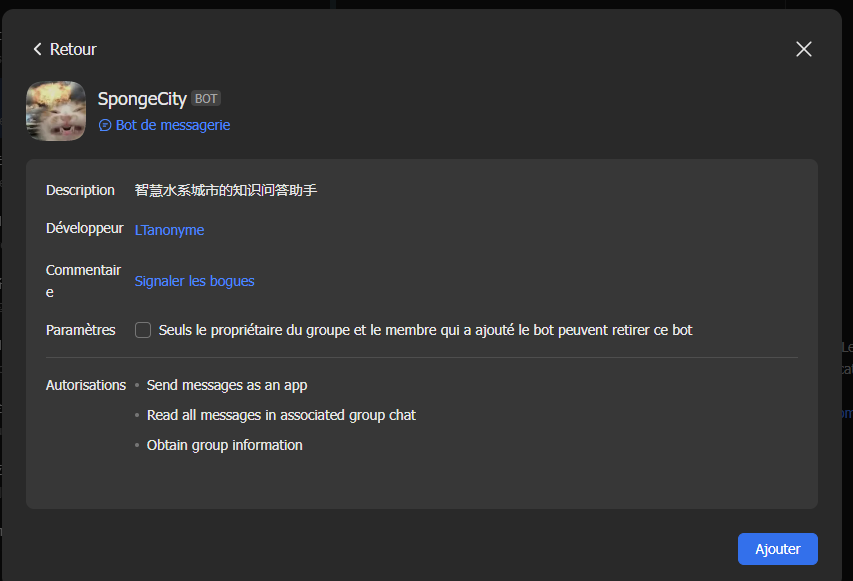 Retour
SpongeCity BOT
Bot de messagerie
Description 智慧水系城市的知识问答助手
Développeur LTanonyme
Commentair
e
Signaler les bogues
Paramètres Seuls le propriétaire du groupe et le membre qui a ajouté le bot peuvent retirer ce bot
Autorisations • Send messages as an app
• Read all messages in associated group chat
• Obtain group information
Ajouter